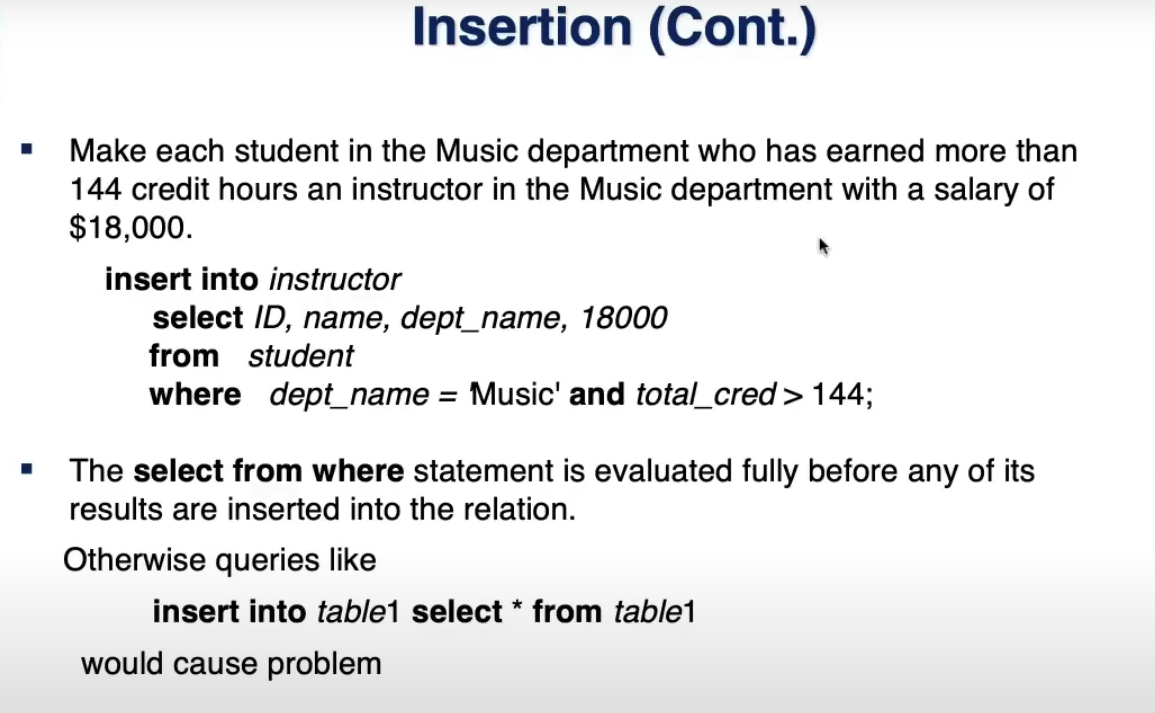 Insertion (Cont.)
▪ Make each student in the Music department who has earned more than
144 credit hours an instructor in the Music department with a salary of
$18,000.
insert into instructor
select ID, name, dept_name, 18000
from student
where dept_name = 'Music' and total_cred > 144;
▪ The select from where statement is evaluated fully before any of its
results are inserted into the relation.
Otherwise queries like
insert into table1 select * from table1
would cause problem